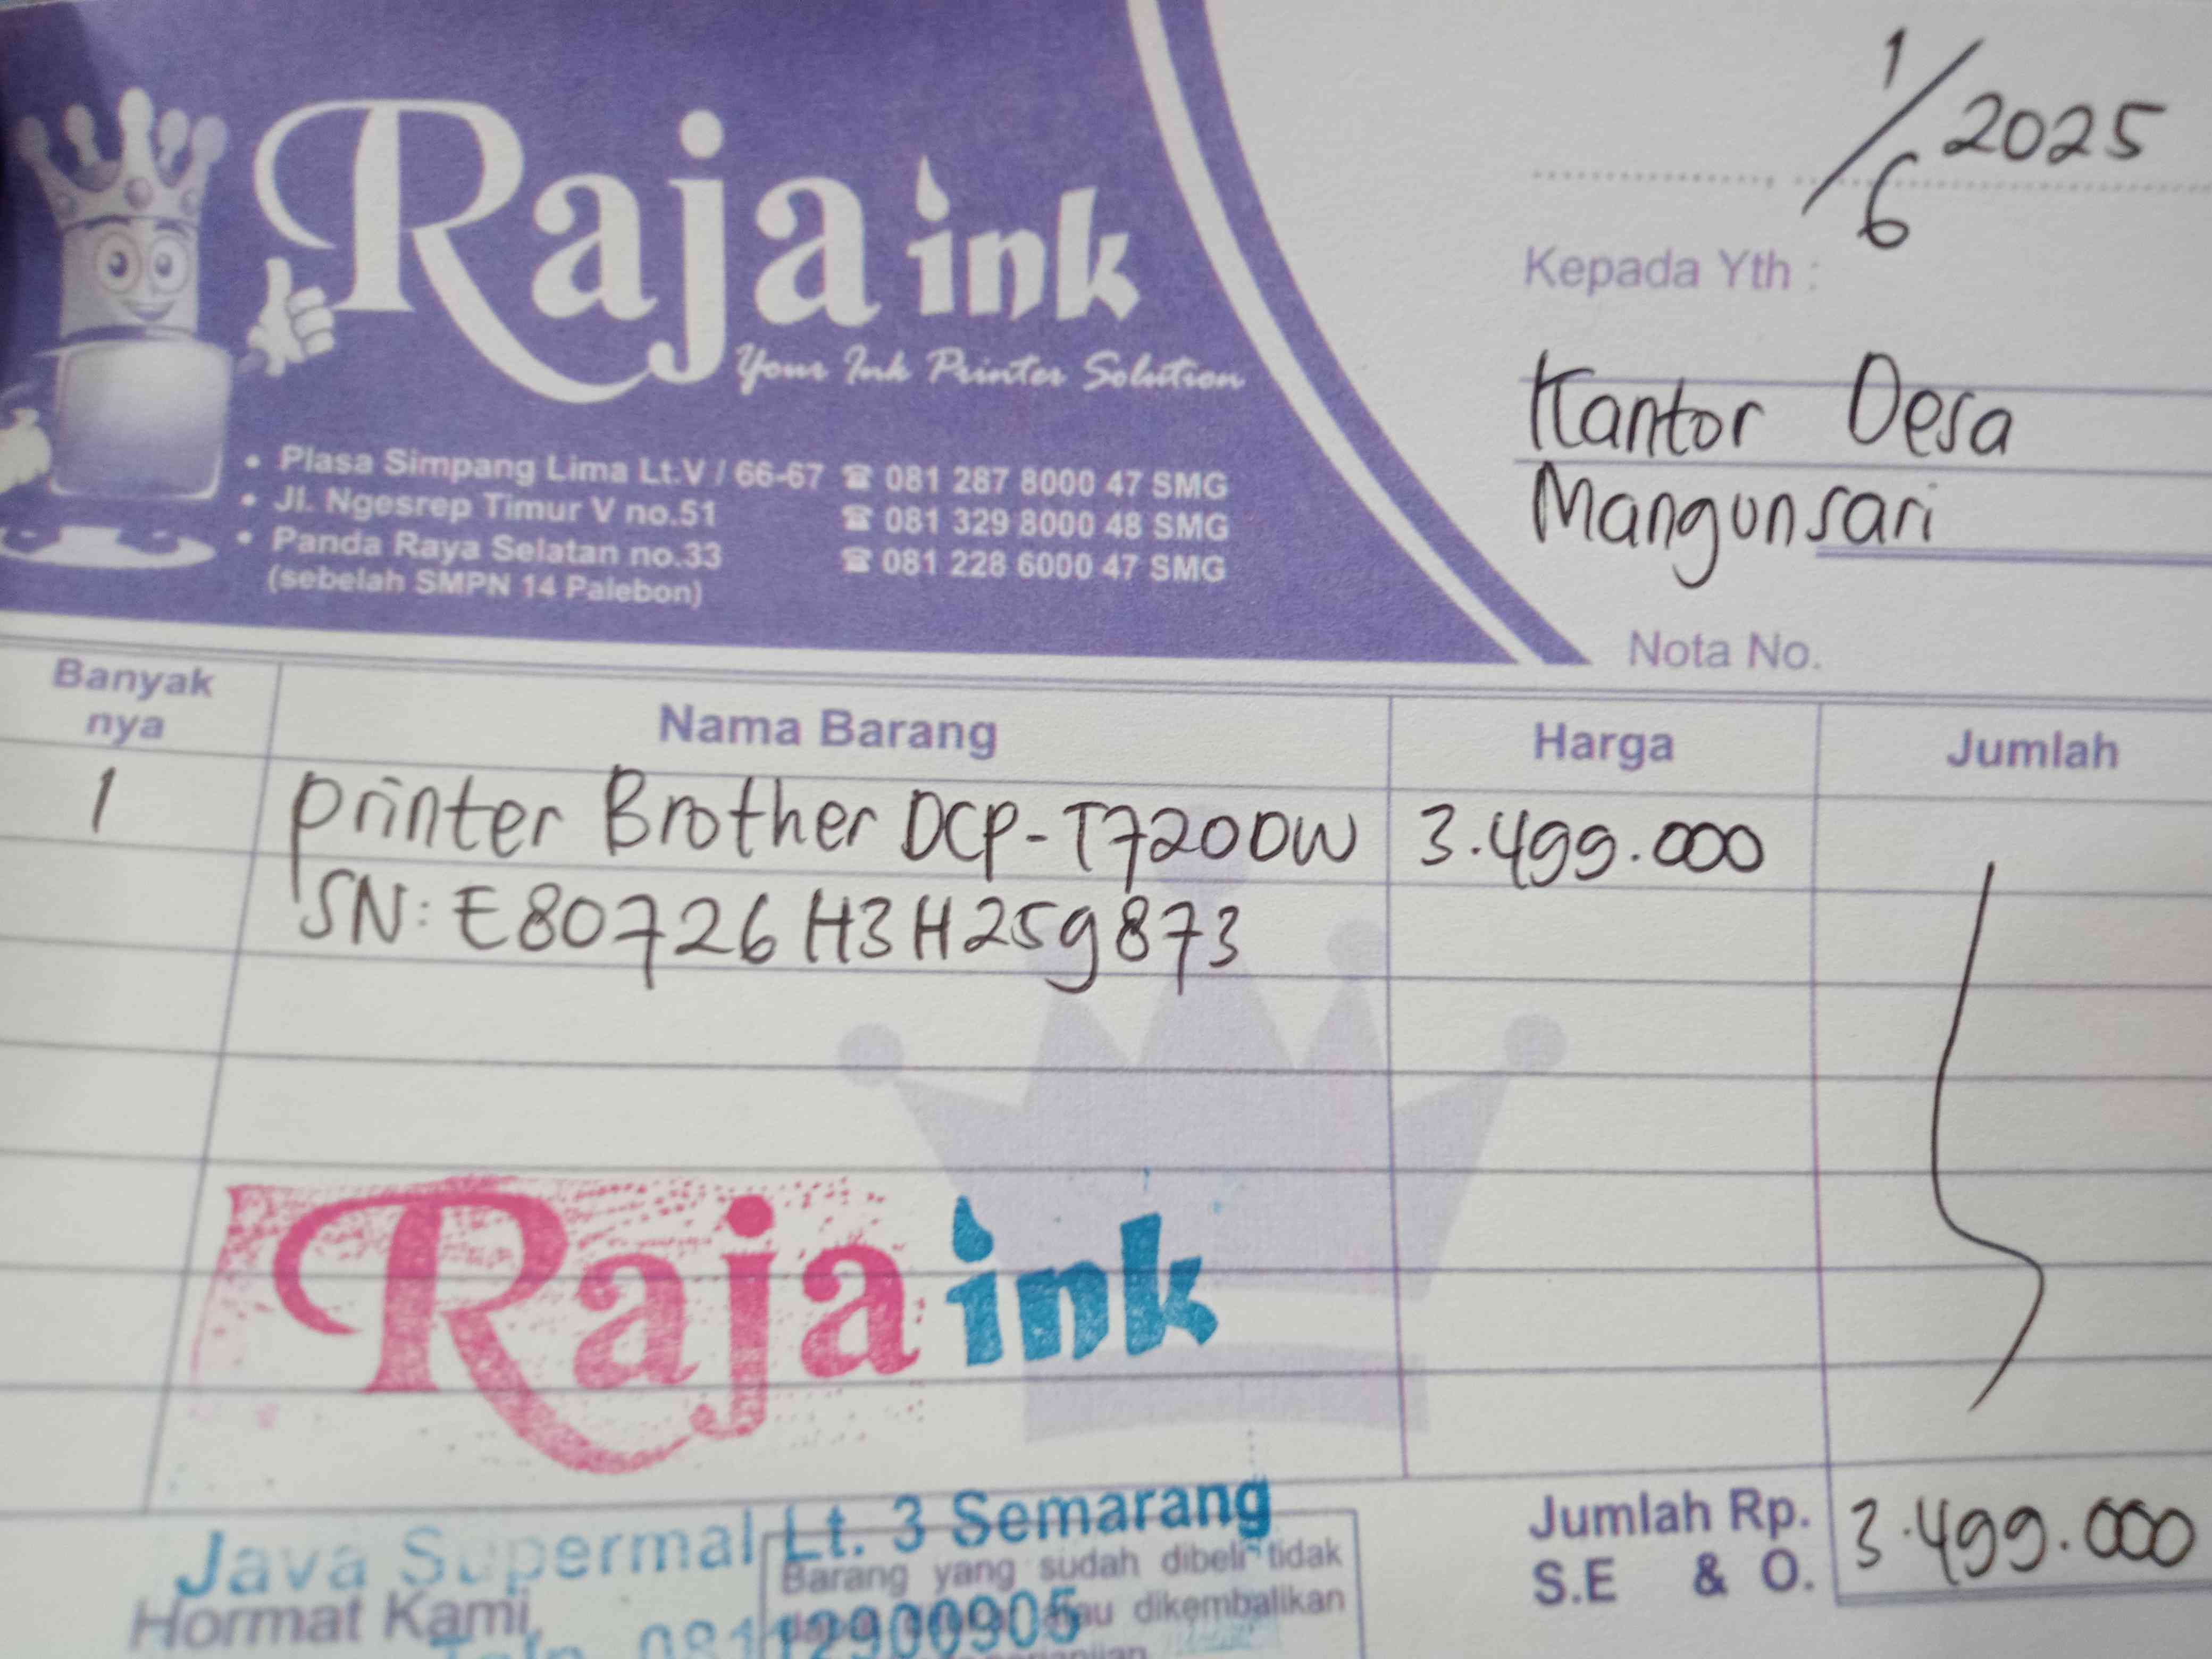 Raja ink
Your Ink Printer Solution
• Plasa Simpang Lima Lt.V / 66-67 ☎ 081 287 8000 47 SMG
• Jl. Ngesrep Timur V no.51 ☎ 081 329 8000 48 SMG
• Panda Raya Selatan no.33 ☎ 081 228 6000 47 SMG
(sebelah SMPN 14 Palebon)
1/6 2025
Kepada Yth :
Kantor Desa
Mangunsari
Nota No.
Banyak nya Nama Barang Harga Jumlah
1 printer Brother DCP-T720DW 3.499.000
SN: E80726H3H259873
Raja ink
Java Supermal Lt. 3 Semarang
Hormat Kami,
Telp. 08112900905
Barang yang sudah dibeli tidak
atau dikembalikan
Jumlah Rp. 3.499.000
S.E & O.